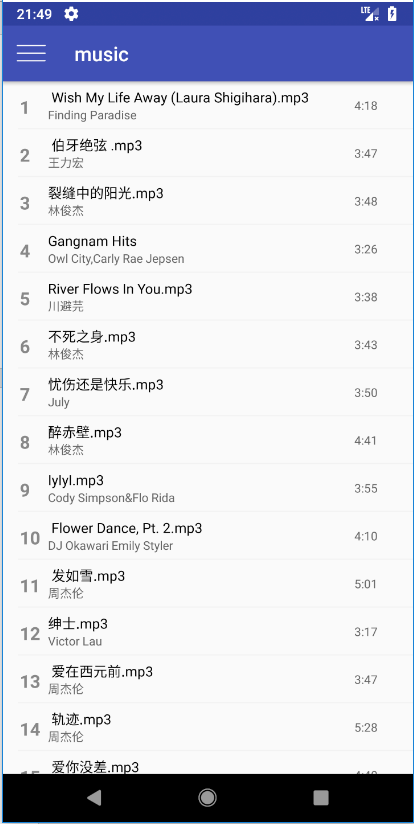 21:49 LTE
music
1 Wish My Life Away (Laura Shigihara).mp3 4:18
Finding Paradise
2 伯牙绝弦 .mp3 3:47
王力宏
3 裂缝中的阳光.mp3 3:48
林俊杰
4 Gangnam Hits 3:26
Owl City,Carly Rae Jepsen
5 River Flows In You.mp3 3:38
川避芫
6 不死之身.mp3 3:43
林俊杰
7 忧伤还是快乐.mp3 3:50
July
8 醉赤壁.mp3 4:41
林俊杰
9 lylyl.mp3 3:55
Cody Simpson&Flo Rida
10 Flower Dance, Pt. 2.mp3 4:10
DJ Okawari Emily Styler
11 发如雪.mp3 5:01
周杰伦
12 绅士.mp3 3:17
Victor Lau
13 爱在西元前.mp3 3:47
周杰伦
14 轨迹.mp3 5:28
周杰伦
爱你没差.mp3